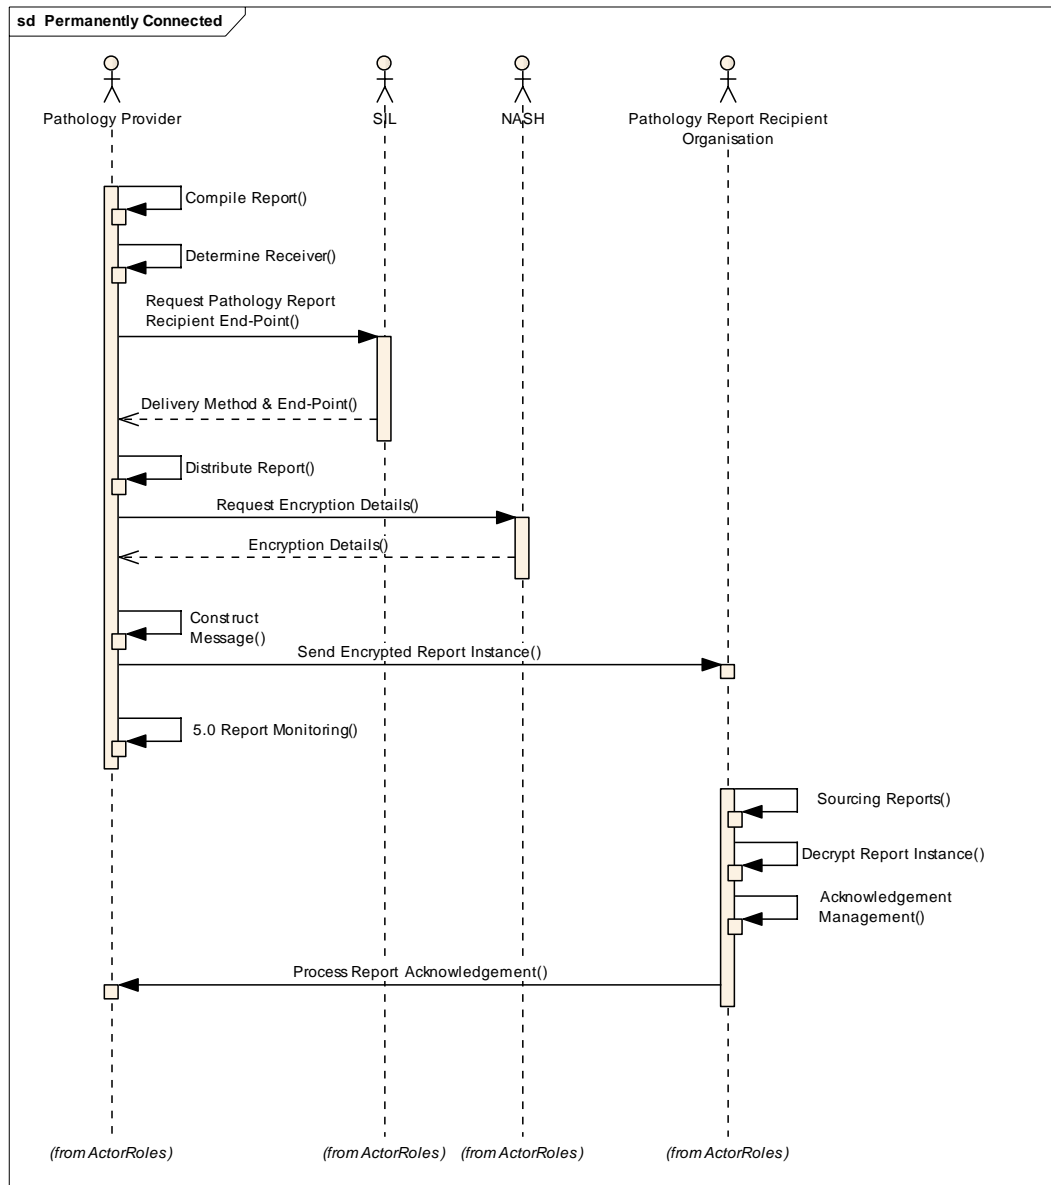 sd Permanently Connected
Pathology Provider
SIL
NASH
Pathology Report Recipient
Organisation
Compile Report()
Determine Receiver()
Request Pathology Report
Recipient End-Point()
Delivery Method & End-Point()
Distribute Report()
Request Encryption Details()
Encryption Details()
Construct
Message()
Send Encrypted Report Instance()
5.0 Report Monitoring()
Sourcing Reports()
Decrypt Report Instance()
Acknowledgement
Management()
Process Report Acknowledgement()
(from ActorRoles)
(from ActorRoles)
(from ActorRoles)
(from ActorRoles)